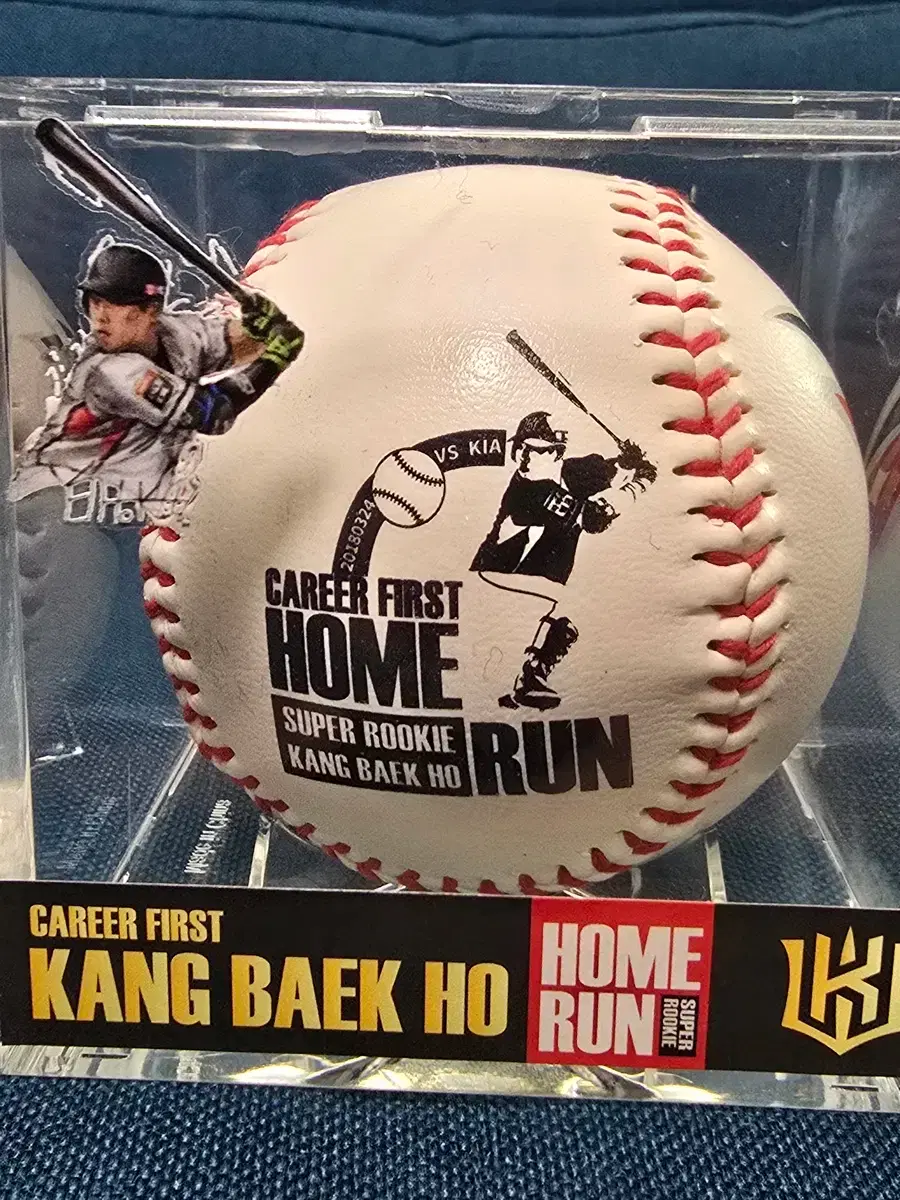 VS KIA
20180324
CAREER FIRST
HOME
SUPER ROOKIE
KANG BAEK HO
RUN
CAREER FIRST
KANG BAEK HO
HOME
RUN
SUPER
ROOKIE